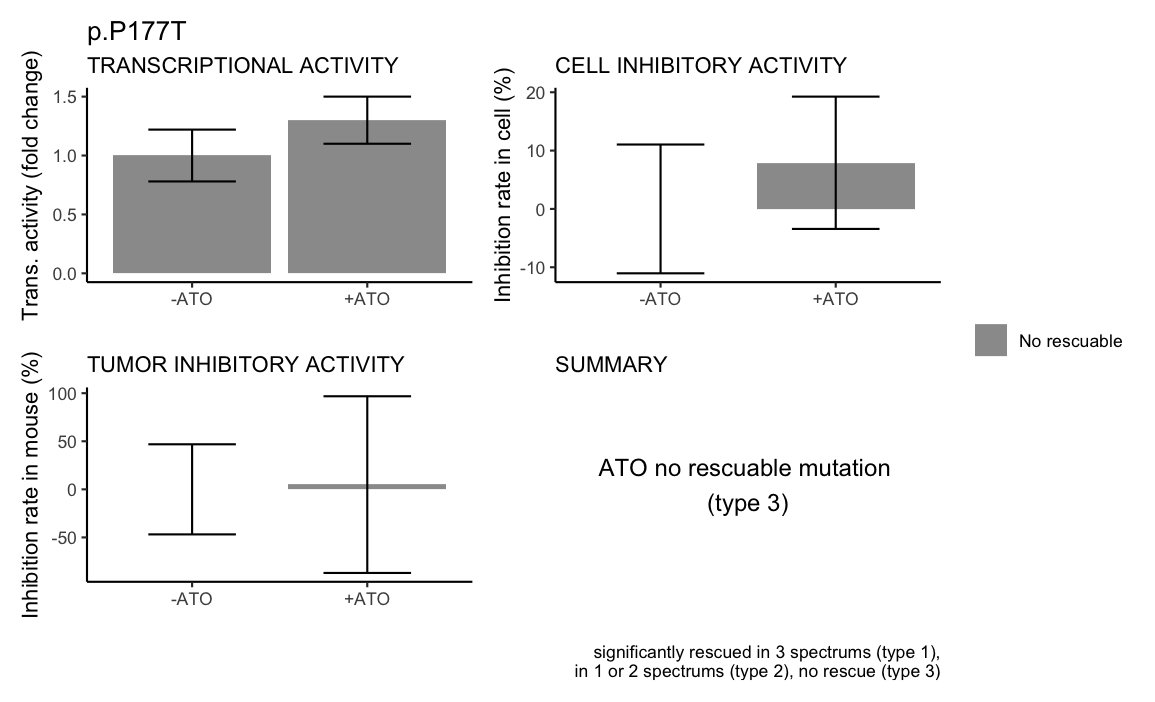 p.P177T
TRANSCRIPTIONAL ACTIVITY
Trans. activity (fold change)
1.5
1.0
0.5
0.0
-ATO
+ATO
CELL INHIBITORY ACTIVITY
Inhibition rate in cell (%)
20
10
0
-10
-ATO
+ATO
No rescuable
TUMOR INHIBITORY ACTIVITY
Inhibition rate in mouse (%)
100
50
0
-50
-ATO
+ATO
SUMMARY
ATO no rescuable mutation
(type 3)
significantly rescued in 3 spectrums (type 1),
in 1 or 2 spectrums (type 2), no rescue (type 3)